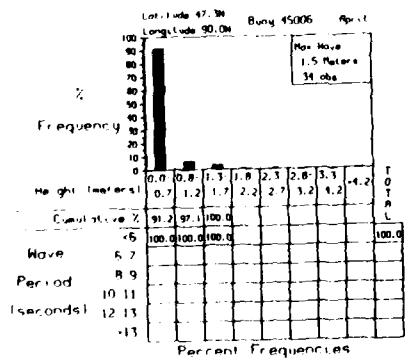 Latitude 47.3N Buoy 45006 April
Longitude 90.0W
100
90
80
70
60
50
40
30
20
10
0
% Frequency
Max Wave
1.5 Meters
34 obs
0.0- 0.8- 1.3- 1.8 2.3 2.8- 3.3 >4.2 TOTAL
Height (meters) 0.7 1.2 1.7 2.2 2.7 3.2 4.2
Cumulative % 91.2 97.1 100.0
<6 100.0 100.0 100.0 100.0
Wave 6-7
Period 8-9
10-11
(seconds) 12-13
>13
Percent Frequencies